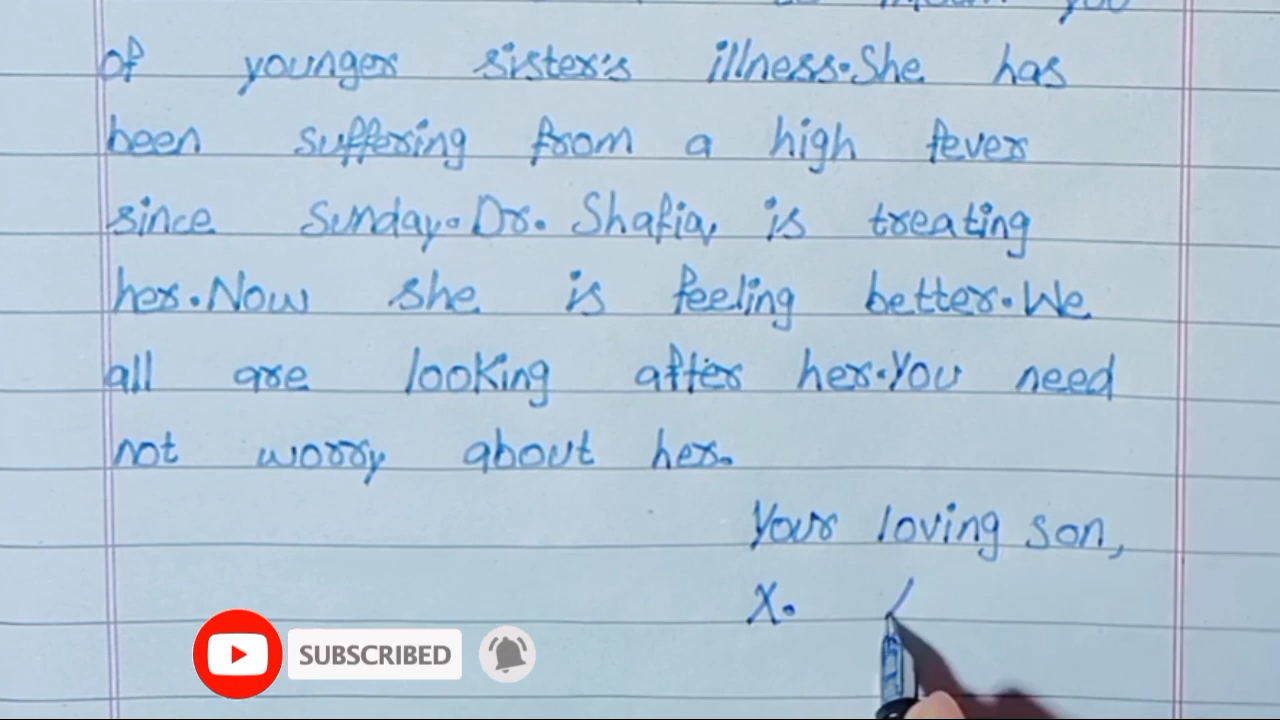 you
of younger sister's illness.She has
been suffering from a high fever
since Sunday.Dr. Shafia, is treating
her.Now she is feeling better.We
all are looking after her.You need
not worry about her.
Your loving son,
X.
SUBSCRIBED